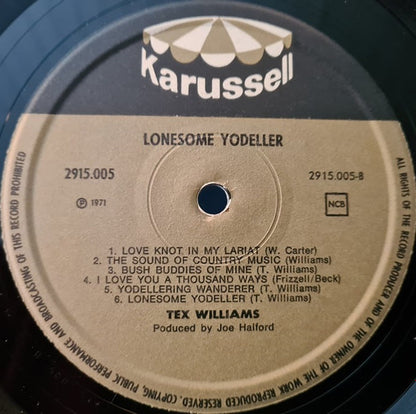 Karussell
LONESOME YODELLER
2915.005
2915.005-B
℗ 1971
NCB
1. LOVE KNOT IN MY LARIAT (W. Carter)
2. THE SOUND OF COUNTRY MUSIC (Williams)
3. BUSH BUDDIES OF MINE (T. Williams)
4. I LOVE YOU A THOUSAND WAYS (Frizzell/Beck)
5. YODELLERING WANDERER (T. Williams)
6. LONESOME YODELLER (T. Williams)
TEX WILLIAMS
Produced by Joe Halford
ALL RIGHTS OF THE RECORD PRODUCER AND OF THE OWNER OF THE WORK REPRODUCED RESERVED. COPYING, PUBLIC PERFORMANCE AND BROADCASTING OF THIS RECORD PROHIBITED